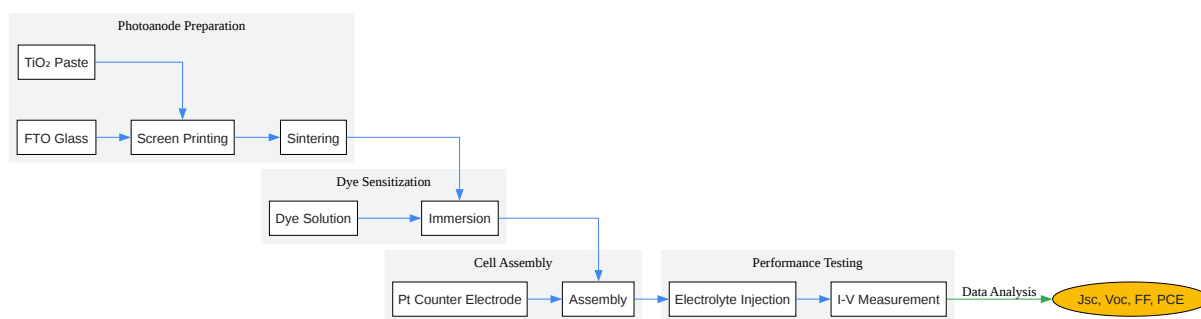 Photoanode Preparation
TiO₂ Paste
FTO Glass
Screen Printing
Sintering
Dye Sensitization
Dye Solution
Immersion
Cell Assembly
Pt Counter Electrode
Assembly
Performance Testing
Electrolyte Injection
I-V Measurement
Data Analysis
Jsc, Voc, FF, PCE